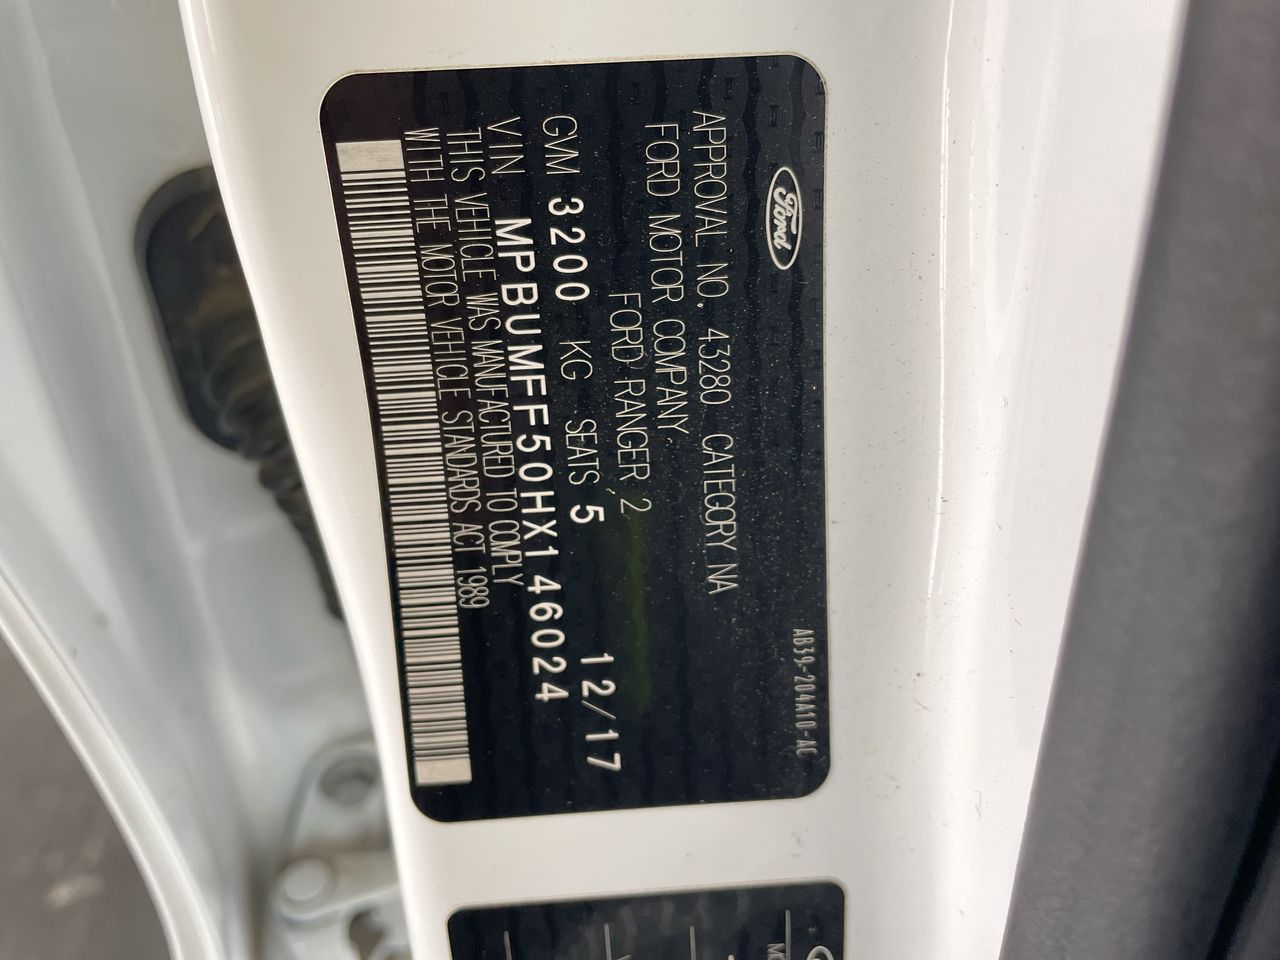 Ford
AB39-204A10-AC
APPROVAL NO. 43280 CATEGORY NA
FORD MOTOR COMPANY
FORD RANGER 2
GVM 3200 KG SEATS 5 12/17
VIN MPBUMFF50HX146024
THIS VEHICLE WAS MANUFACTURED TO COMPLY
WITH THE MOTOR VEHICLE STANDARDS ACT 1989